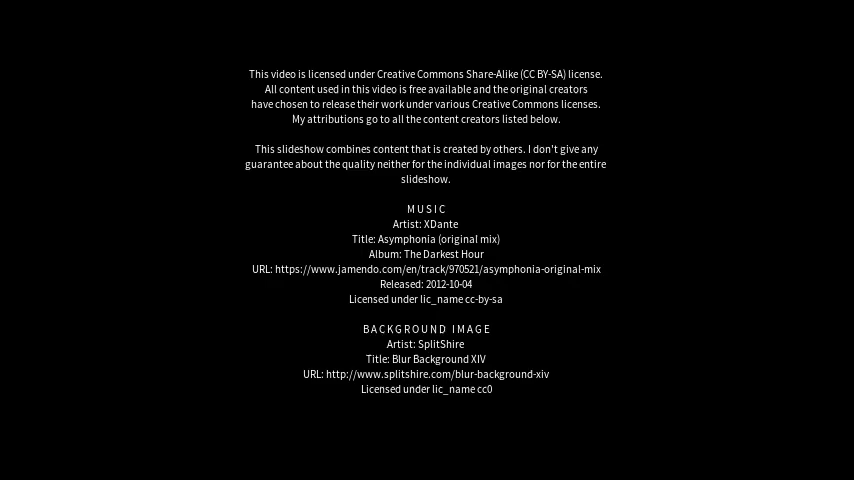 This video is licensed under Creative Commons Share-Alike (CC BY-SA) license.
All content used in this video is free available and the original creators
have chosen to release their work under various Creative Commons licenses.
My attributions go to all the content creators listed below.
This slideshow combines content that is created by others. I don't give any
guarantee about the quality neither for the individual images nor for the entire
slideshow.
MUSIC
Artist: XDante
Title: Asymphonia (original mix)
Album: The Darkest Hour
URL: https://www.jamendo.com/en/track/970521/asymphonia-original-mix
Released: 2012-10-04
Licensed under lic_name cc-by-sa
BACKGROUND IMAGE
Artist: SplitShire
Title: Blur Background XIV
URL: http://www.splitshire.com/blur-background-xiv
Licensed under lic_name cc0